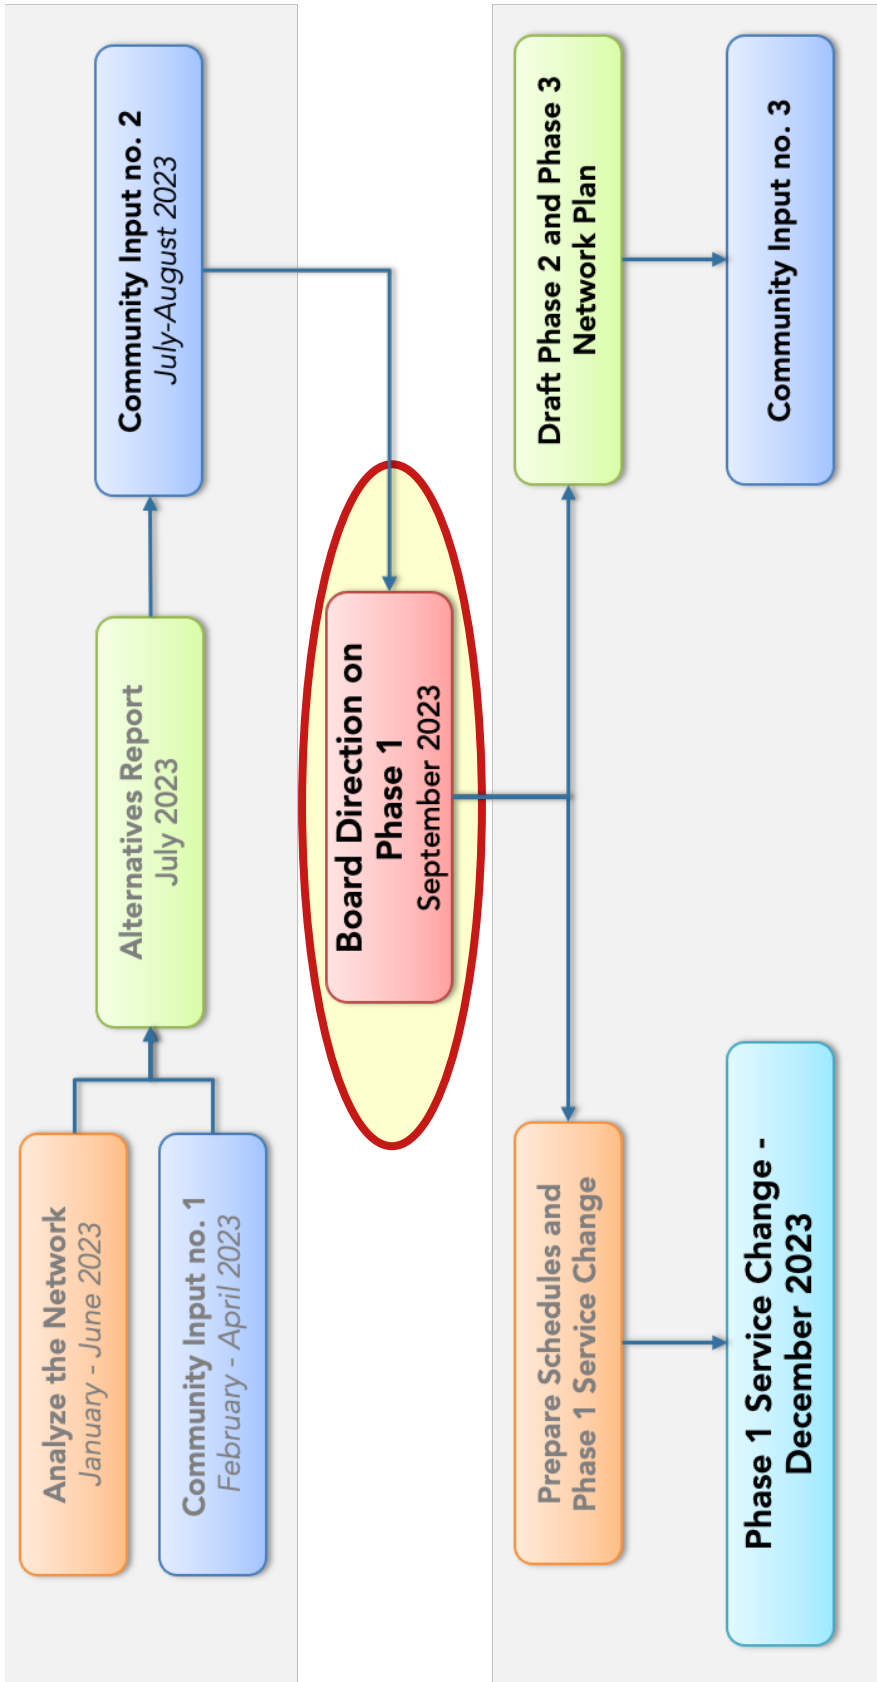 Analyze the Network
January - June 2023
Community Input no. 1
February - April 2023
Alternatives Report
July 2023
Community Input no. 2
July-August 2023
Board Direction on
Phase 1
September 2023
Prepare Schedules and
Phase 1 Service Change
Draft Phase 2 and Phase 3
Network Plan
Phase 1 Service Change -
December 2023
Community Input no. 3